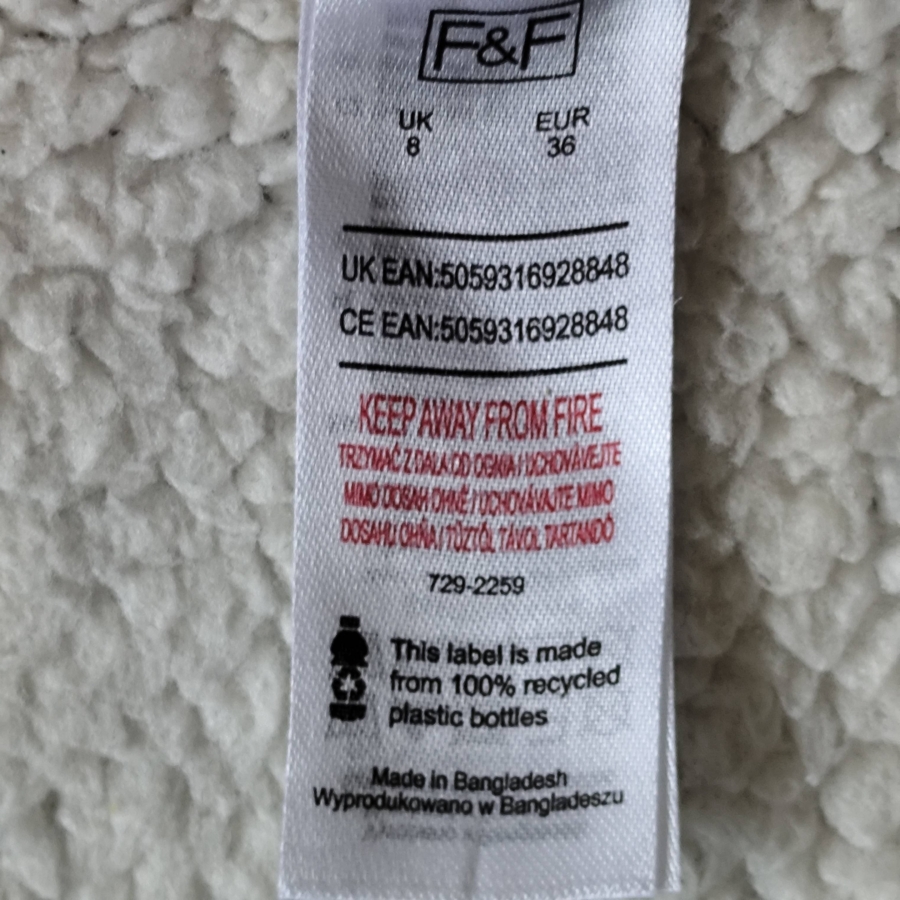 F&F
UK EUR
8 36
UK EAN:5059316928848
CE EAN:5059316928848
KEEP AWAY FROM FIRE
TRZYMAĆ Z DALA OD OGNIA / UCHOVÁVEJTE
MIMO DOSAH OHNĚ / UCHOVÁVAJTE MIMO
DOSAHU OHŇA / TŰZTŐL TÁVOL TARTANDÓ
729-2259
This label is made
from 100% recycled
plastic bottles
Made in Bangladesh
Wyprodukowano w Bangladeszu